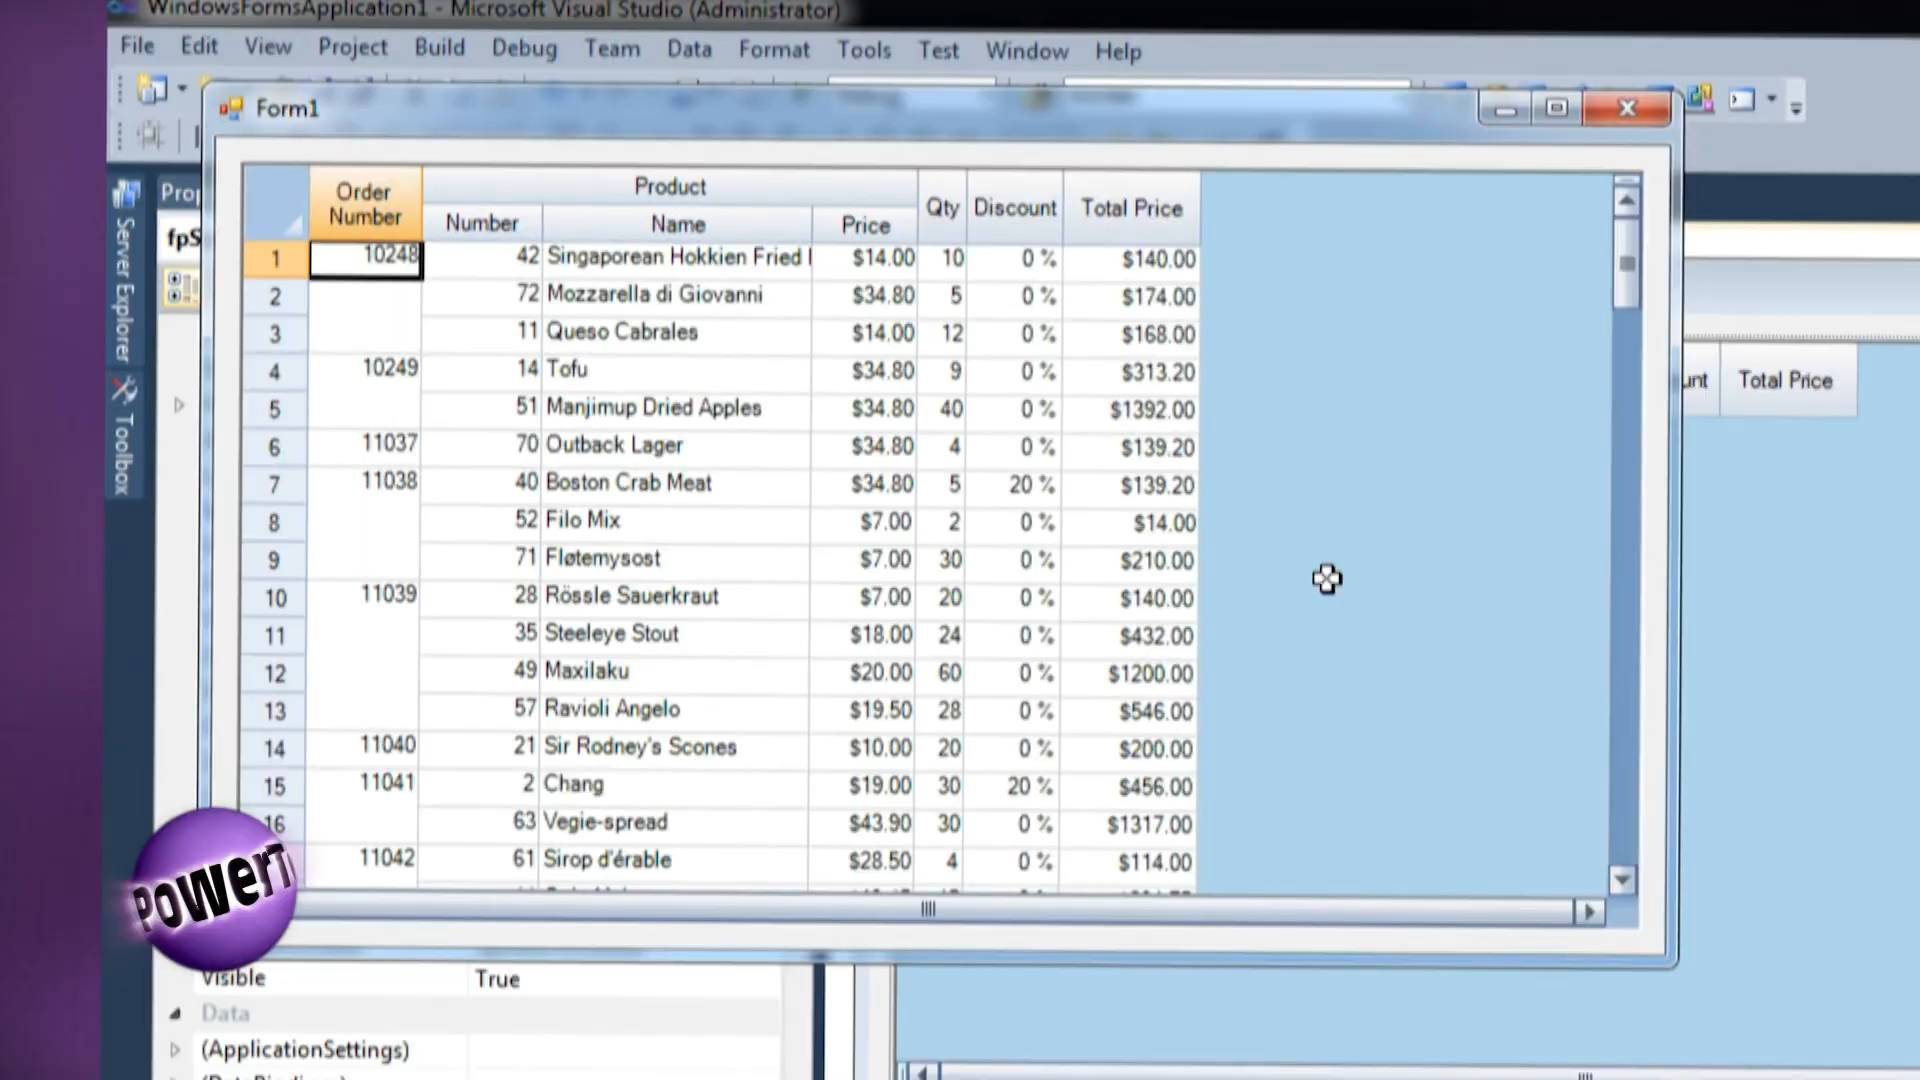 WindowsFormsApplication1 - Microsoft Visual Studio (Administrator)
File Edit View Project Build Debug Team Data Format Tools Test Window Help
Form1
Server Explorer
Toolbox
Order Number Product Qty Discount Total Price
Number Name Price
1 10248 42 Singaporean Hokkien Fried $14.00 10 0 % $140.00
2 72 Mozzarella di Giovanni $34.80 5 0 % $174.00
3 11 Queso Cabrales $14.00 12 0 % $168.00
4 10249 14 Tofu $34.80 9 0 % $313.20
5 51 Manjimup Dried Apples $34.80 40 0 % $1392.00
6 11037 70 Outback Lager $34.80 4 0 % $139.20
7 11038 40 Boston Crab Meat $34.80 5 20 % $139.20
8 52 Filo Mix $7.00 2 0 % $14.00
9 71 Fløtemysost $7.00 30 0 % $210.00
10 11039 28 Rössle Sauerkraut $7.00 20 0 % $140.00
11 35 Steeleye Stout $18.00 24 0 % $432.00
12 49 Maxilaku $20.00 60 0 % $1200.00
13 57 Ravioli Angelo $19.50 28 0 % $546.00
14 11040 21 Sir Rodney's Scones $10.00 20 0 % $200.00
15 11041 2 Chang $19.00 30 20 % $456.00
16 63 Vegie-spread $43.90 30 0 % $1317.00
11042 61 Sirop d'érable $28.50 4 0 % $114.00
Total Price
PowerT
Visible True
Data
(ApplicationSettings)